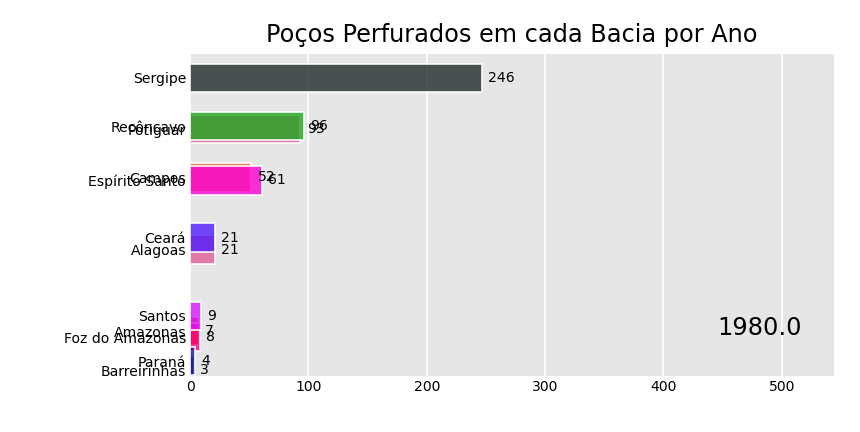 Poços Perfurados em cada Bacia por Ano
Sergipe 246
Recôncavo 96
Potiguar 93
Campos 52
Espírito Santo 61
Ceará 21
Alagoas 21
Santos 9
Amazonas 7
Foz do Amazonas 8
Paraná 4
Barreirinhas 3
1980.0
0 100 200 300 400 500